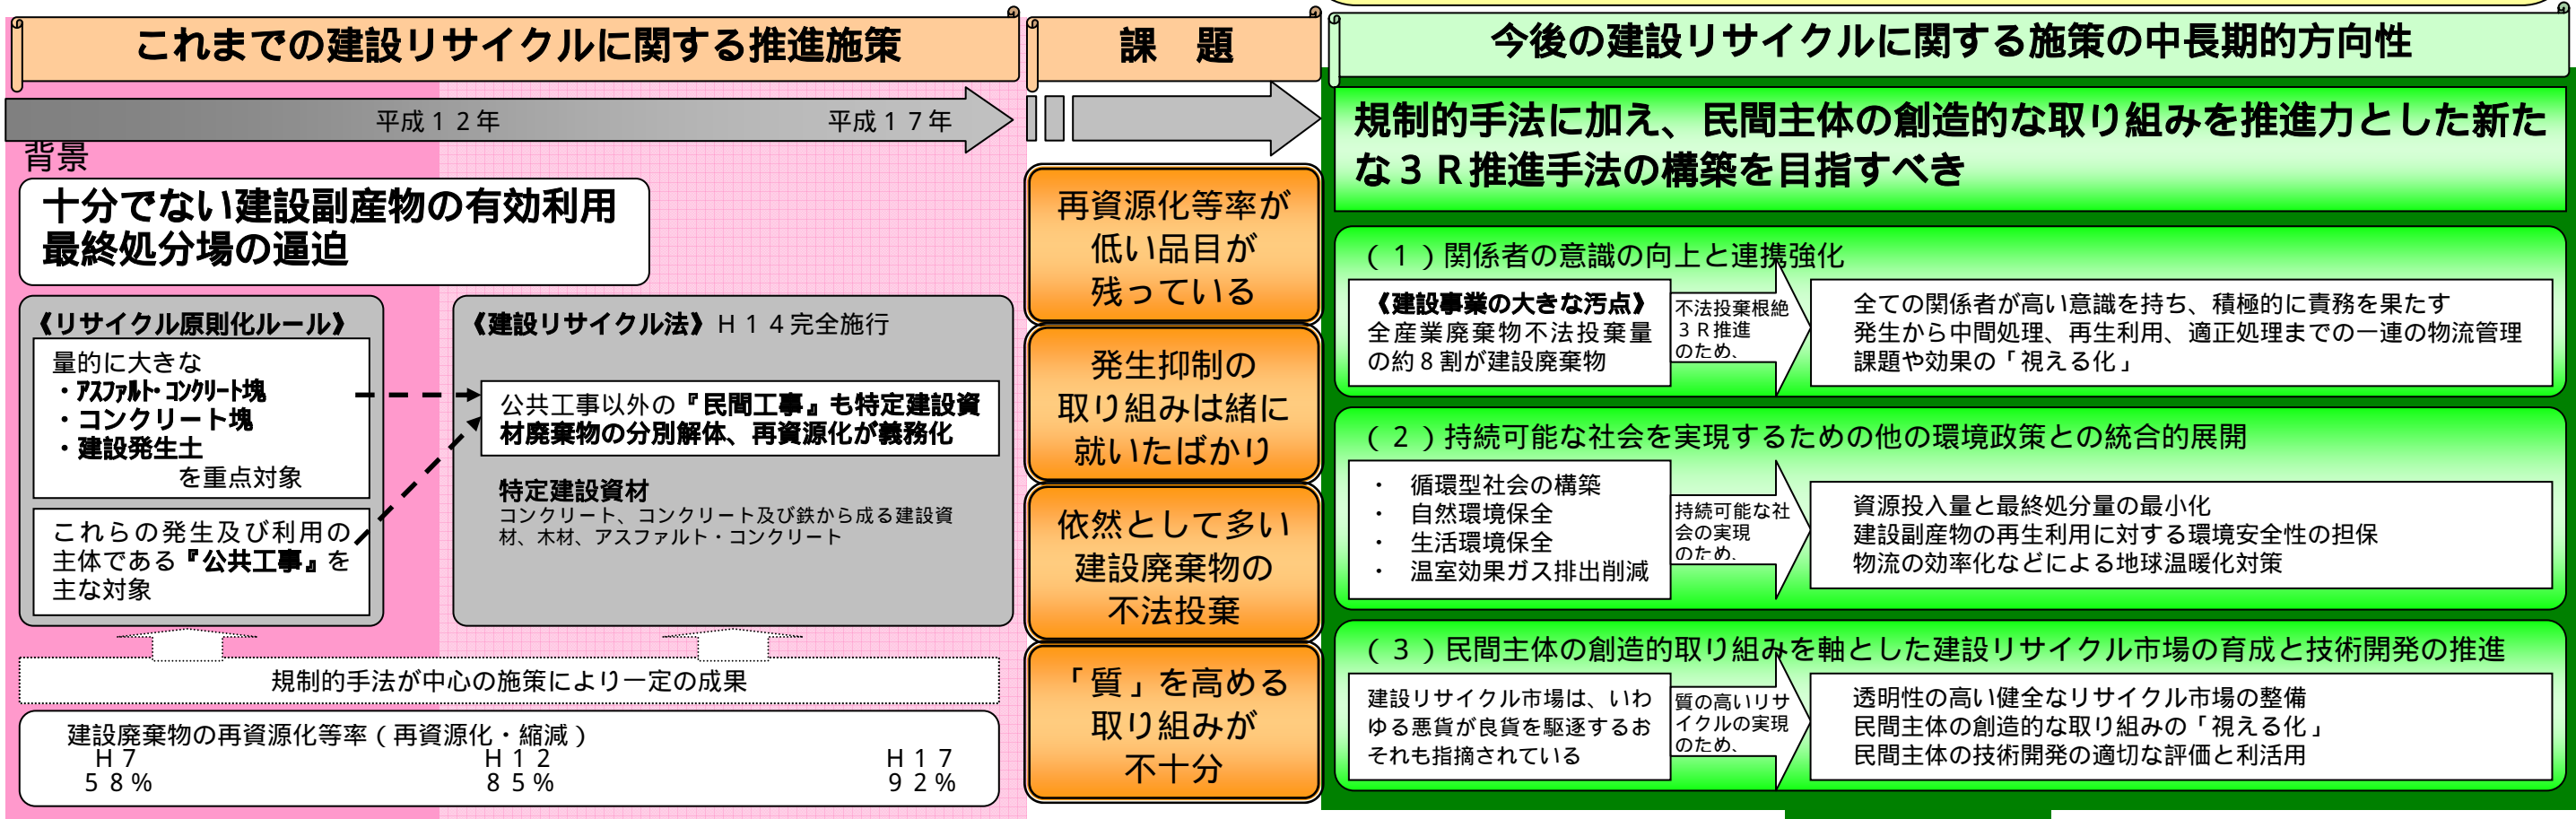 これまでの建設リサイクルに関する推進施策
平成１２年
平成１７年
背景
十分でない建設副産物の有効利用
最終処分場の逼迫
《リサイクル原則化ルール》
量的に大きな
・ｱｽﾌｧﾙﾄ・ｺﾝｸﾘｰﾄ塊
・コンクリート塊
・建設発生土
を重点対象
これらの発生及び利用の
主体である『公共工事』を
主な対象
《建設リサイクル法》Ｈ１４完全施行
公共工事以外の『民間工事』も特定建設資
材廃棄物の分別解体、再資源化が義務化
特定建設資材
コンクリート、コンクリート及び鉄から成る建設資
材、木材、アスファルト・コンクリート
規制的手法が中心の施策により一定の成果
建設廃棄物の再資源化等率（再資源化・縮減）
Ｈ７
Ｈ１２
Ｈ１７
５８％
８５％
９２％
課　題
再資源化等率が
低い品目が
残っている
発生抑制の
取り組みは緒に
就いたばかり
依然として多い
建設廃棄物の
不法投棄
「質」を高める
取り組みが
不十分
今後の建設リサイクルに関する施策の中長期的方向性
規制的手法に加え、民間主体の創造的な取り組みを推進力とした新た
な３Ｒ推進手法の構築を目指すべき
（１）関係者の意識の向上と連携強化
《建設事業の大きな汚点》
全産業廃棄物不法投棄量
の約８割が建設廃棄物
不法投棄根絶
３Ｒ推進
のため、
全ての関係者が高い意識を持ち、積極的に責務を果たす
発生から中間処理、再生利用、適正処理までの一連の物流管理
課題や効果の「視える化」
（２）持続可能な社会を実現するための他の環境政策との統合的展開
・　循環型社会の構築
・　自然環境保全
・　生活環境保全
・　温室効果ガス排出削減
持続可能な社
会の実現
のため、
資源投入量と最終処分量の最小化
建設副産物の再生利用に対する環境安全性の担保
物流の効率化などによる地球温暖化対策
（３）民間主体の創造的取り組みを軸とした建設リサイクル市場の育成と技術開発の推進
建設リサイクル市場は、いわ
ゆる悪貨が良貨を駆逐するお
それも指摘されている
質の高いリサ
イクルの実現
のため、
透明性の高い健全なリサイクル市場の整備
民間主体の創造的な取り組みの「視える化」
民間主体の技術開発の適切な評価と利活用